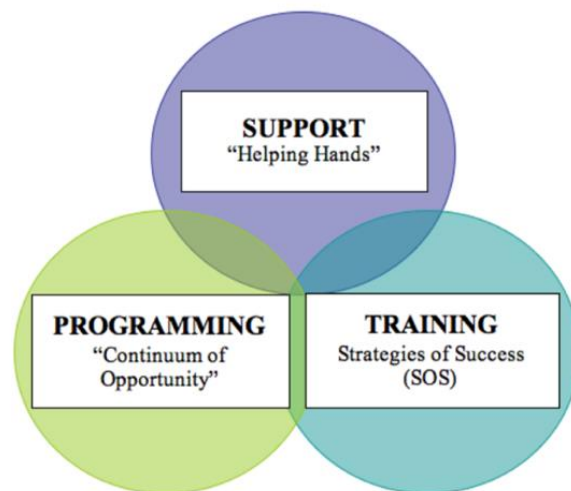 SUPPORT
“Helping Hands”
PROGRAMMING
“Continuum of
Opportunity”
TRAINING
Strategies of Success
(SOS)